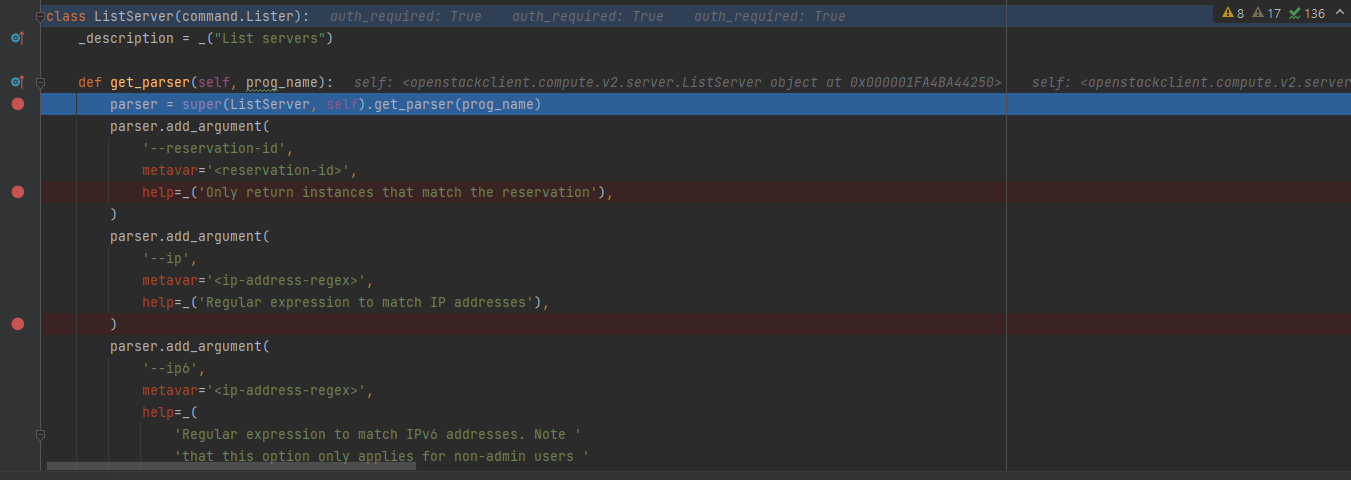 class ListServer(command.Lister): auth_required: True auth_required: True auth_required: True
8 17 136
_description = _("List servers")
def get_parser(self, prog_name): self: <openstackclient.compute.v2.server.ListServer object at 0x000001FA4BA44250> self: <openstackclient.compute.v2.server
parser = super(ListServer, self).get_parser(prog_name)
parser.add_argument(
'--reservation-id',
metavar='<reservation-id>',
help=_('Only return instances that match the reservation'),
)
parser.add_argument(
'--ip',
metavar='<ip-address-regex>',
help=_('Regular expression to match IP addresses'),
)
parser.add_argument(
'--ip6',
metavar='<ip-address-regex>',
help=_(
'Regular expression to match IPv6 addresses. Note '
'that this option only applies for non-admin users '